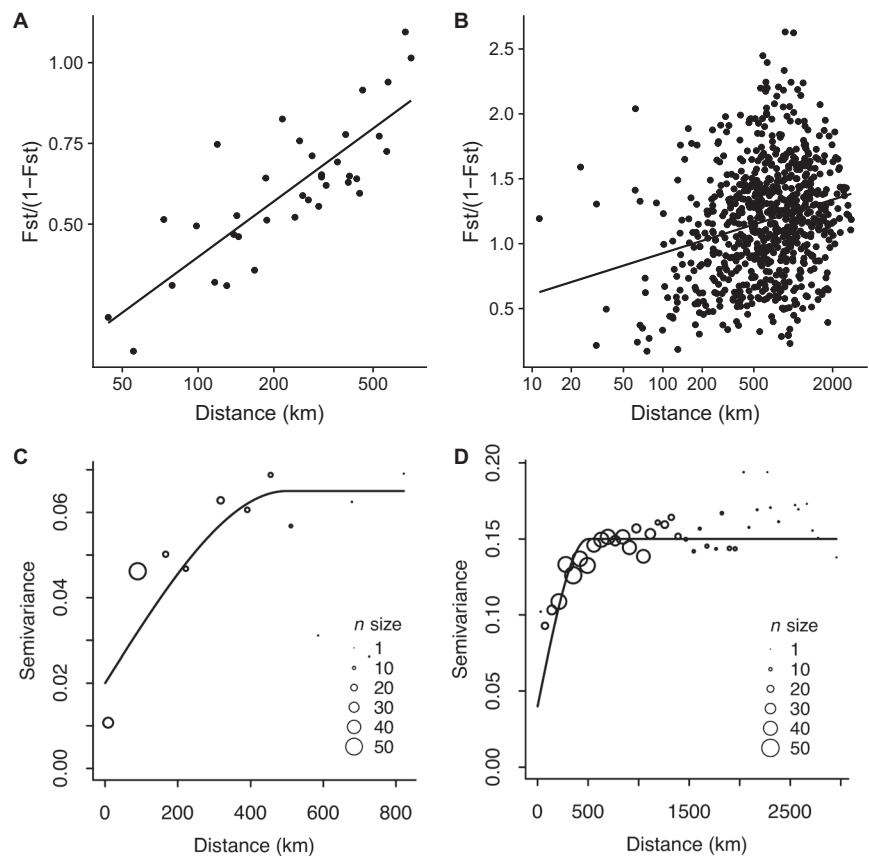 A
1.00
0.75
0.50
Fst/(1−Fst)
50 100 200 500
Distance (km)
B
2.5
2.0
1.5
1.0
0.5
Fst/(1−Fst)
10 20 50 100 200 500 2000
Distance (km)
C
0.06
0.04
0.02
0.00
Semivariance
n size
1
10
20
30
40
50
0 200 400 600 800
Distance (km)
D
0.20
0.15
0.10
0.05
0.00
Semivariance
n size
1
10
20
30
40
50
0 500 1500 2500
Distance (km)